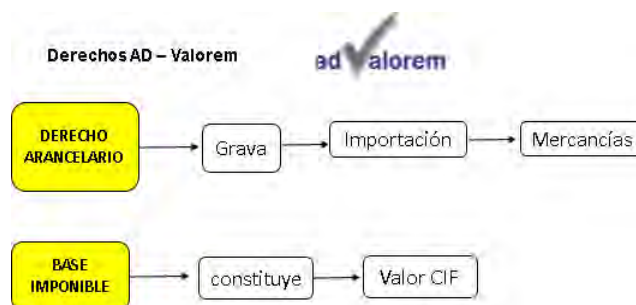 Derechos AD – Valorem
ad Valorem
DERECHO
ARANCELARIO
Grava
Importación
Mercancías
BASE
IMPONIBLE
constituye
Valor CIF